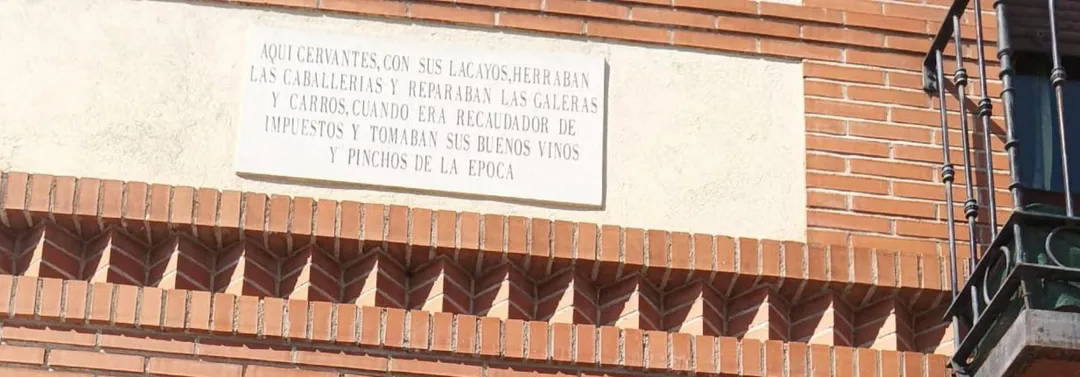 AQUI CERVANTES, CON SUS LACAYOS, HERRABAN
LAS CABALLERIAS Y REPARABAN LAS GALERAS
Y CARROS, CUANDO ERA RECAUDADOR DE
IMPUESTOS Y TOMABAN SUS BUENOS VINOS
Y PINCHOS DE LA EPOCA